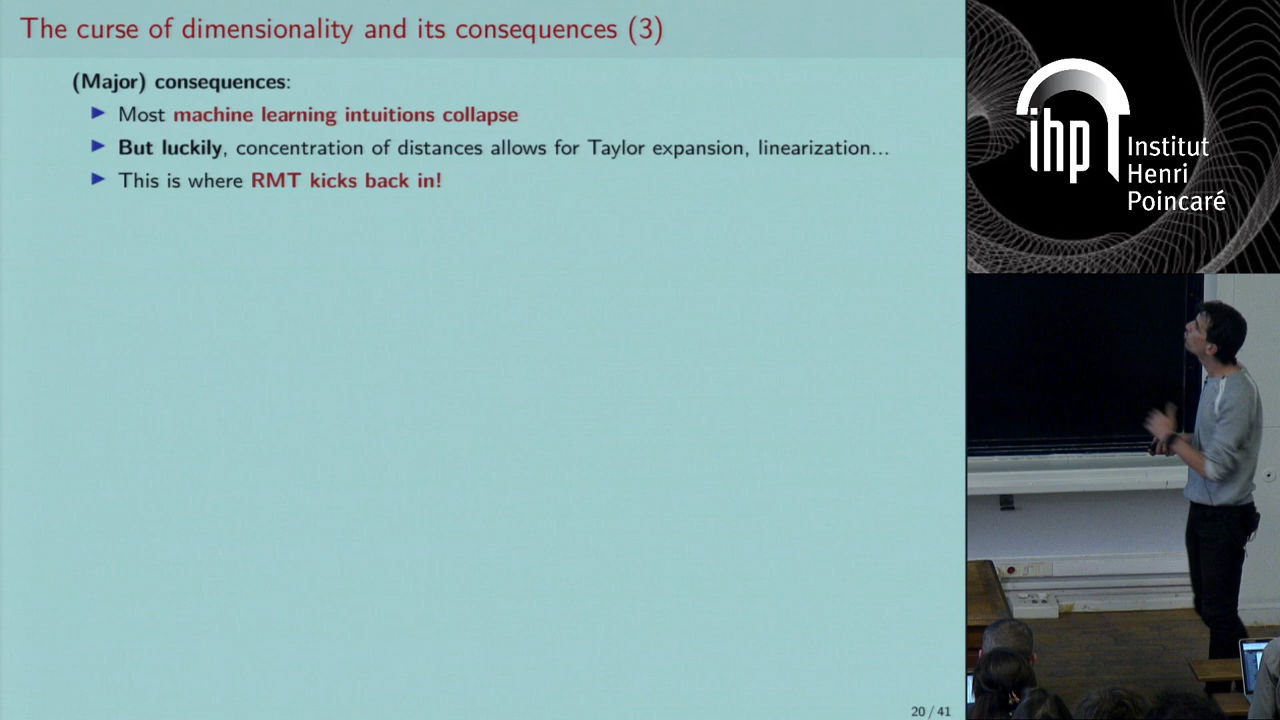 The curse of dimensionality and its consequences (3)
(Major) consequences:
Most machine learning intuitions collapse
But luckily, concentration of distances allows for Taylor expansion, linearization...
This is where RMT kicks back in!
20 / 41
ihp
Institut
Henri
Poincaré